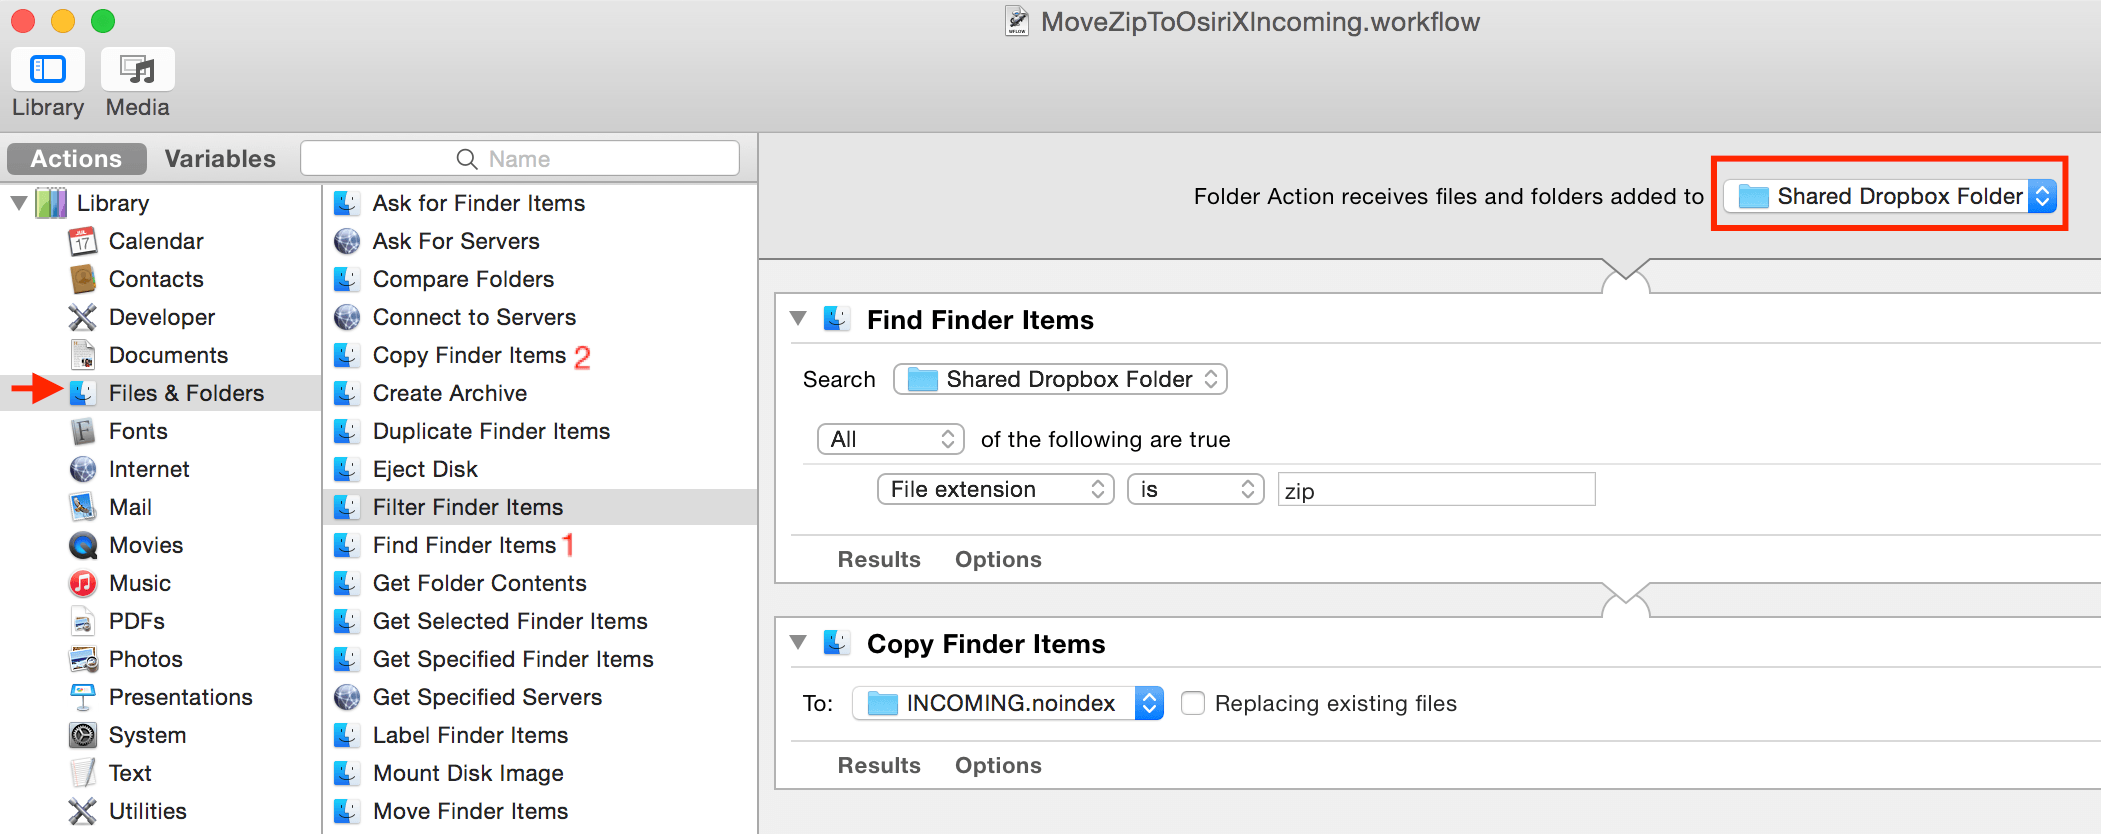 MoveZipToOsiriXIncoming.workflow
Library
Media
Actions
Variables
Name
Library
Calendar
Contacts
Developer
Documents
Files & Folders
Fonts
Internet
Mail
Movies
Music
PDFs
Photos
Presentations
System
Text
Utilities
Ask for Finder Items
Ask For Servers
Compare Folders
Connect to Servers
Copy Finder Items 2
Create Archive
Duplicate Finder Items
Eject Disk
Filter Finder Items
Find Finder Items 1
Get Folder Contents
Get Selected Finder Items
Get Specified Finder Items
Get Specified Servers
Label Finder Items
Mount Disk Image
Move Finder Items
Folder Action receives files and folders added to Shared Dropbox Folder
Find Finder Items
Search Shared Dropbox Folder
All of the following are true
File extension is zip
Results Options
Copy Finder Items
To: INCOMING.noindex Replacing existing files
Results Options